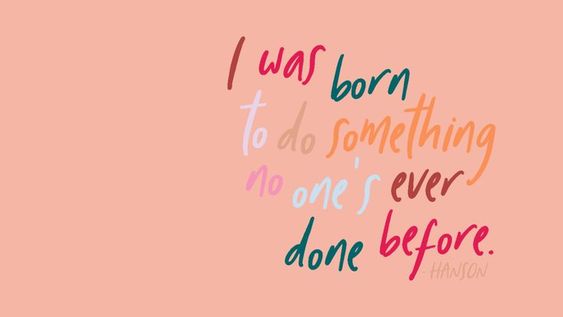 I was born
to do something
no one's ever
done before.
-HANSON